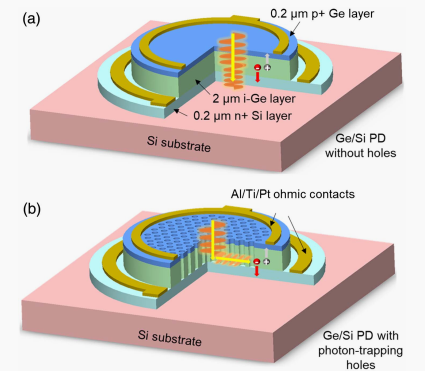 (a)
0.2 µm p+ Ge layer
2 µm i-Ge layer
0.2 µm n+ Si layer
Si substrate
Ge/Si PD
without holes
Al/Ti/Pt ohmic contacts
(b)
Si substrate
Ge/Si PD with
photon-trapping
holes